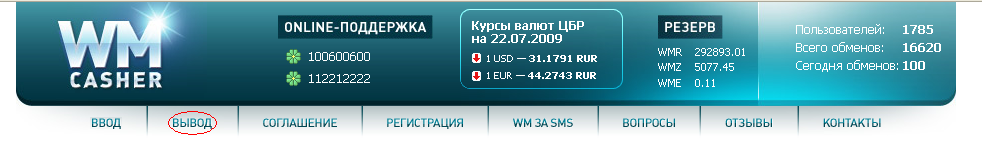 WM
CASHER
ONLINE-ПОДДЕРЖКА
100600600
112212222
Курсы валют ЦБР
на 22.07.2009
1 USD — 31.1791 RUR
1 EUR — 44.2743 RUR
РЕЗЕРВ
WMR 292893.01
WMZ 5077.45
WME 0.11
Пользователей: 1785
Всего обменов: 16620
Сегодня обменов: 100
ВВОД ВЫВОД СОГЛАШЕНИЕ РЕГИСТРАЦИЯ WM ЗА SMS ВОПРОСЫ ОТЗЫВЫ КОНТАКТЫ